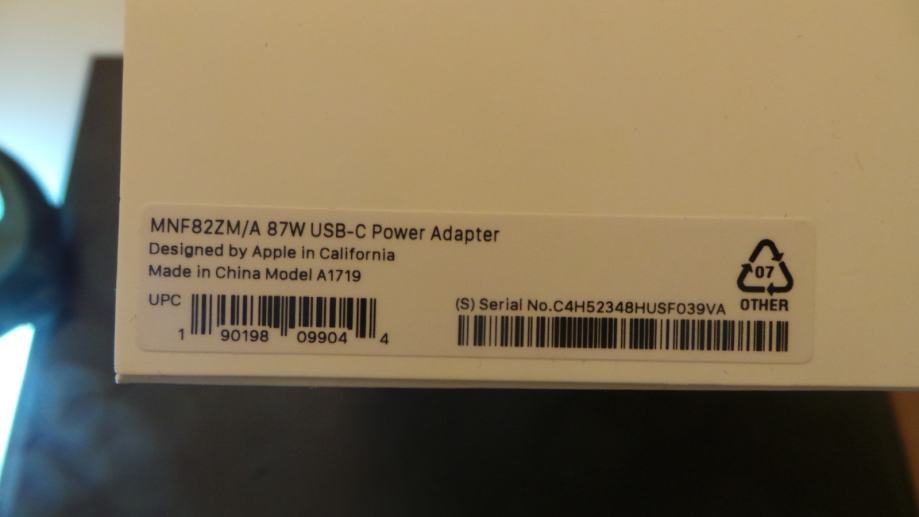 MNF82ZM/A 87W USB-C Power Adapter
Designed by Apple in California
Made in China Model A1719
UPC
1 90198 09904 4
(S) Serial No.C4H52348HUSF039VA
07
OTHER